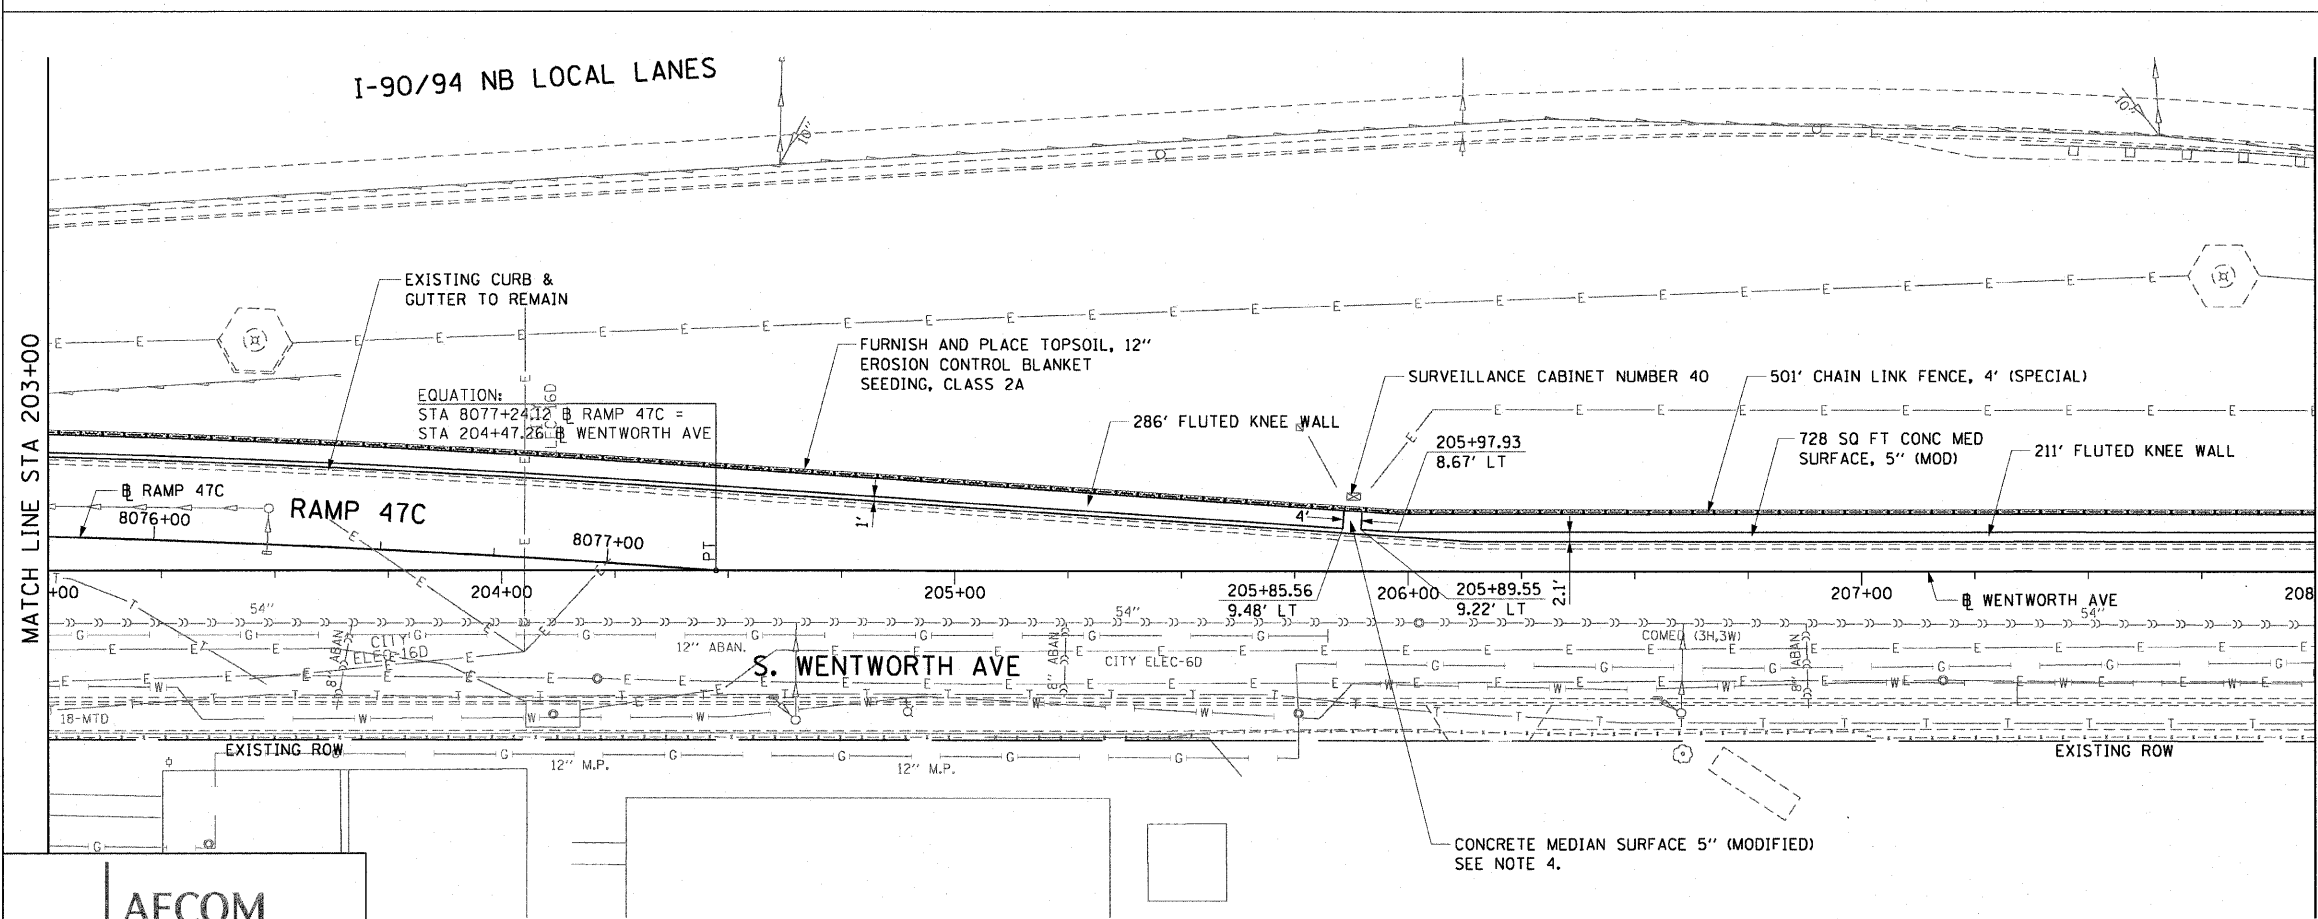 I-90/94 NB LOCAL LANES
10"
10"
EXISTING CURB &
GUTTER TO REMAIN
FURNISH AND PLACE TOPSOIL, 12"
EROSION CONTROL BLANKET
SEEDING, CLASS 2A
SURVEILLANCE CABINET NUMBER 40
501' CHAIN LINK FENCE, 4' (SPECIAL)
EQUATION:
STA 8077+24.12 ℄ RAMP 47C =
STA 204+47.26 ℄ WENTWORTH AVE
286' FLUTED KNEE WALL
205+97.93
8.67' LT
728 SQ FT CONC MED
SURFACE, 5" (MOD)
211' FLUTED KNEE WALL
MATCH LINE STA 203+00
℄ RAMP 47C
8076+00
RAMP 47C
8077+00
PT
1'
4'
2.1'
+00
204+00
205+00
205+85.56
9.48' LT
206+00
205+89.55
9.22' LT
207+00
℄ WENTWORTH AVE
208
54"
54"
54"
8" ABAN
CITY
ELEC-16D
12" ABAN.
S. WENTWORTH AVE
8" ABAN
CITY ELEC-6D
COMED (3H,3W)
8" ABAN
18-MTD
EXISTING ROW
12" M.P.
12" M.P.
EXISTING ROW
CONCRETE MEDIAN SURFACE 5" (MODIFIED)
SEE NOTE 4.
AECOM